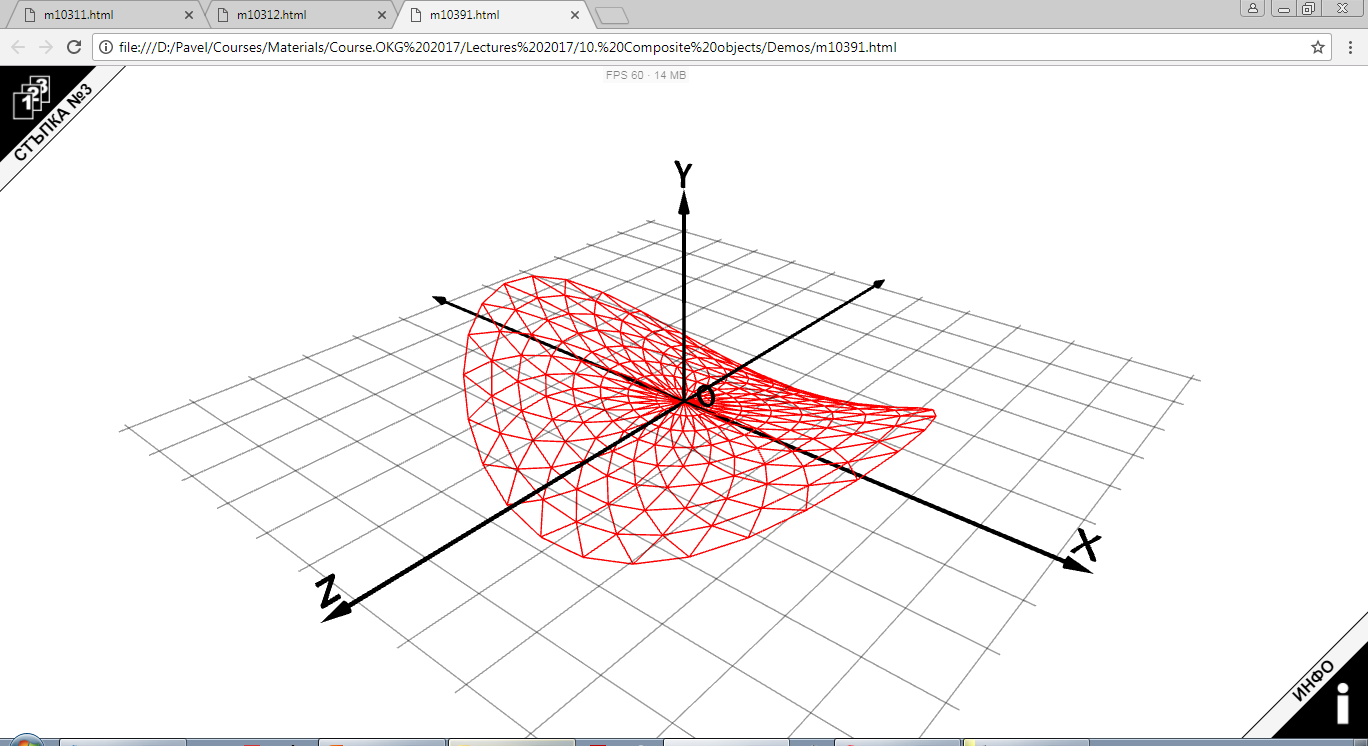 m10311.html
m10312.html
m10391.html
file:///D:/Pavel/Courses/Materials/Course.OKG%202017/Lectures%202017/10.%20Composite%20objects/Demos/m10391.html
FPS 60 · 14 MB
123
СТЪПКА №3
Y
O
X
Z
ИНФО
i